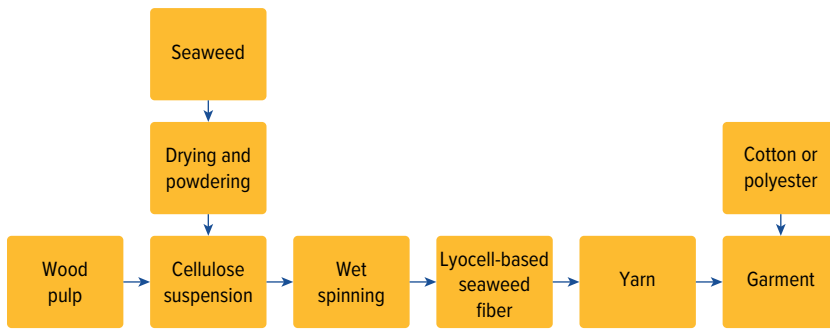 Seaweed
Drying and
powdering
Cotton or
polyester
Wood
pulp
Cellulose
suspension
Wet
spinning
Lyocell-based
seaweed
fiber
Yarn
Garment